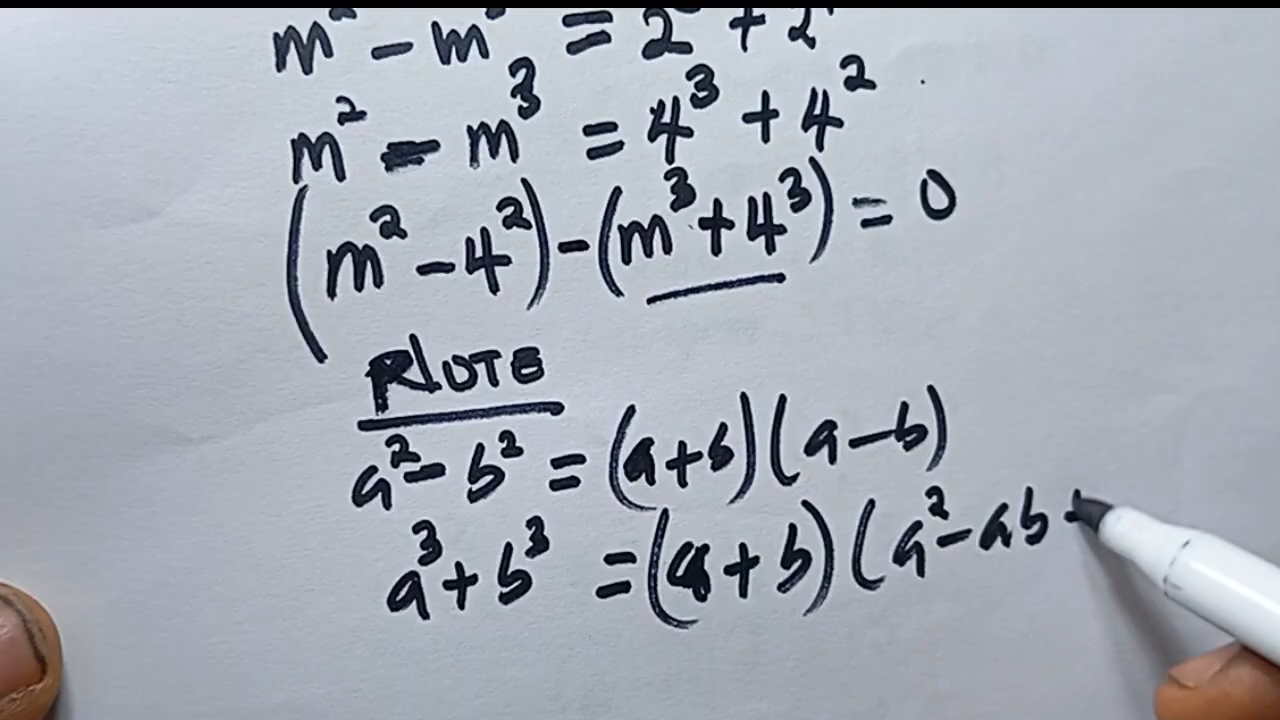 m² - m³ = 4³ + 4²
(m² - 4²) - (m³ + 4³) = 0
NOTE
a² - b² = (a+b)(a-b)
a³ + b³ = (a+b)(a² - ab